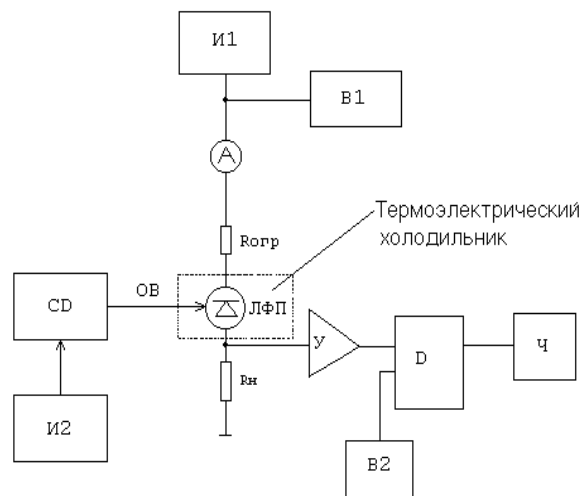 И1
В1
А
Rогр
Термоэлектрический
холодильник
CD
ОВ
ЛФП
У
D
Ч
Rн
И2
В2